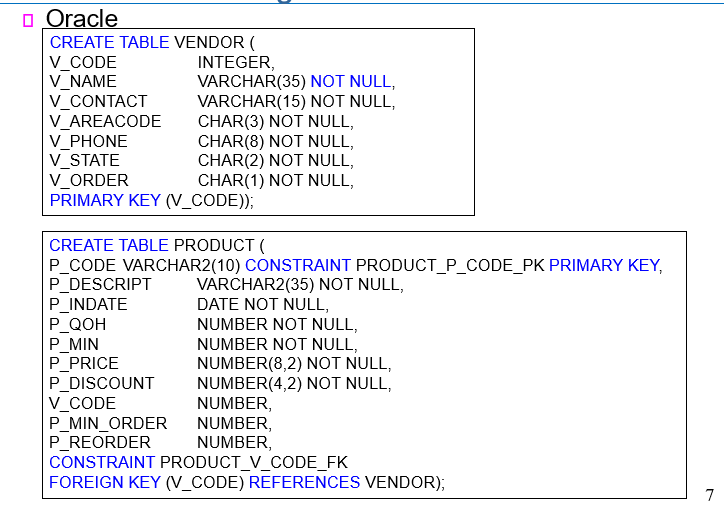 Oracle
CREATE TABLE VENDOR (
V_CODE INTEGER,
V_NAME VARCHAR(35) NOT NULL,
V_CONTACT VARCHAR(15) NOT NULL,
V_AREACODE CHAR(3) NOT NULL,
V_PHONE CHAR(8) NOT NULL,
V_STATE CHAR(2) NOT NULL,
V_ORDER CHAR(1) NOT NULL,
PRIMARY KEY (V_CODE));
CREATE TABLE PRODUCT (
P_CODE VARCHAR2(10) CONSTRAINT PRODUCT_P_CODE_PK PRIMARY KEY,
P_DESCRIPT VARCHAR2(35) NOT NULL,
P_INDATE DATE NOT NULL,
P_QOH NUMBER NOT NULL,
P_MIN NUMBER NOT NULL,
P_PRICE NUMBER(8,2) NOT NULL,
P_DISCOUNT NUMBER(4,2) NOT NULL,
V_CODE NUMBER,
P_MIN_ORDER NUMBER,
P_REORDER NUMBER,
CONSTRAINT PRODUCT_V_CODE_FK
FOREIGN KEY (V_CODE) REFERENCES VENDOR);
7